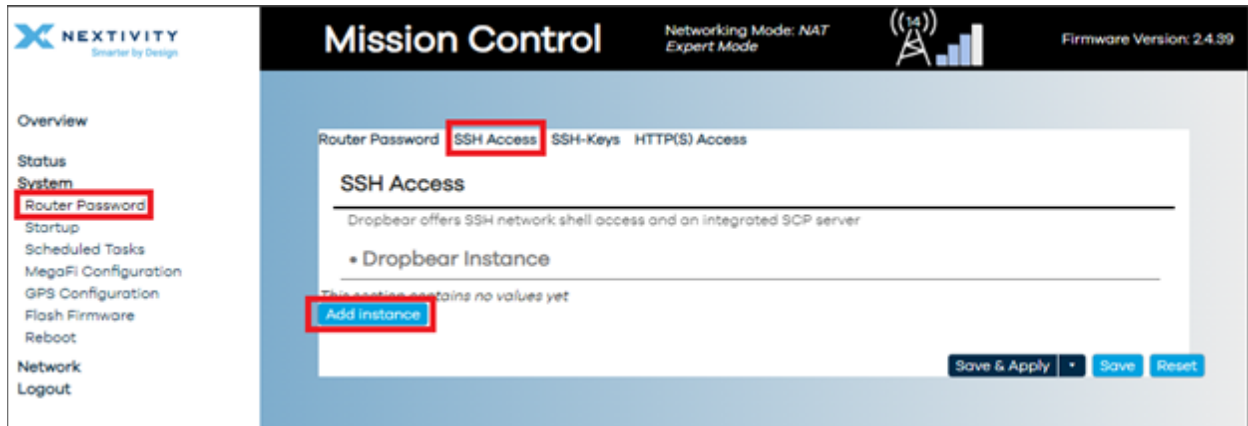 NEXTIVITY
Smarter by Design
Mission Control
Networking Mode: NAT
Expert Mode
14
Firmware Version: 2.4.39
Overview
Status
System
Router Password
Startup
Scheduled Tasks
MegaFi Configuration
GPS Configuration
Flash Firmware
Reboot
Network
Logout
Router Password SSH Access SSH-Keys HTTP(S) Access
SSH Access
Dropbear offers SSH network shell access and an integrated SCP server
• Dropbear Instance
This section contains no values yet
Add instance
Save & Apply Save Reset